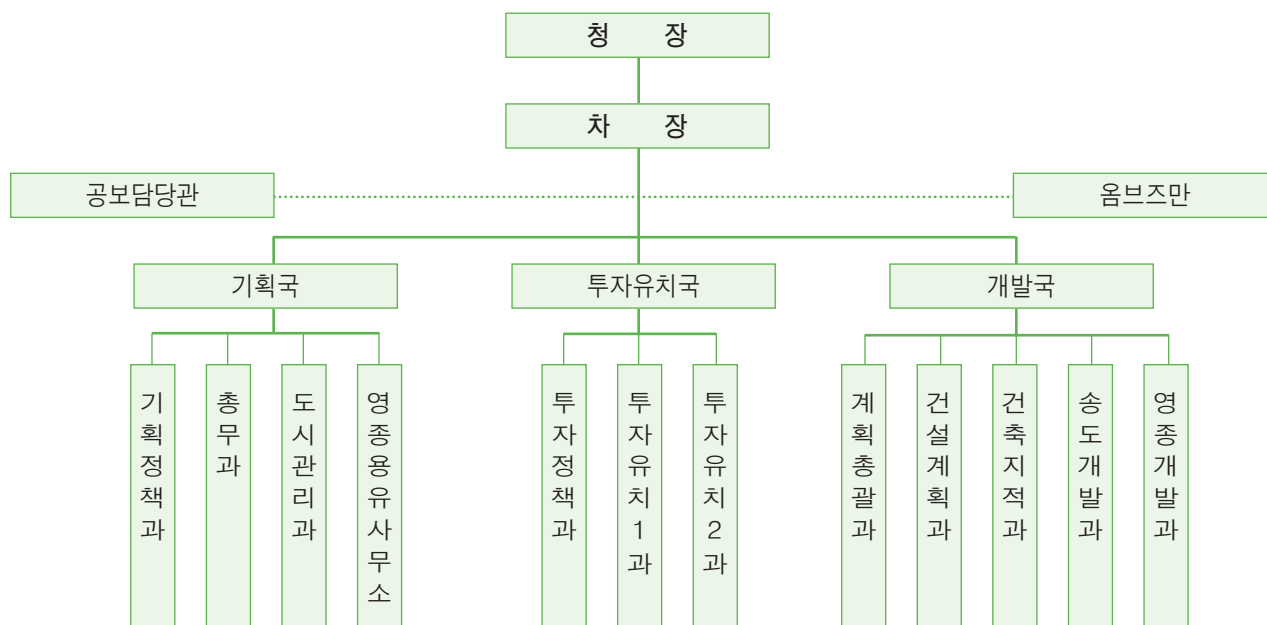 청 장
차 장
공보담당관
옴브즈만
기획국
투자유치국
개발국
기획정책과
총무과
도시관리과
영종용유사무소
투자정책과
투자유치1과
투자유치2과
계획총괄과
건설계획과
건축지적과
송도개발과
영종개발과